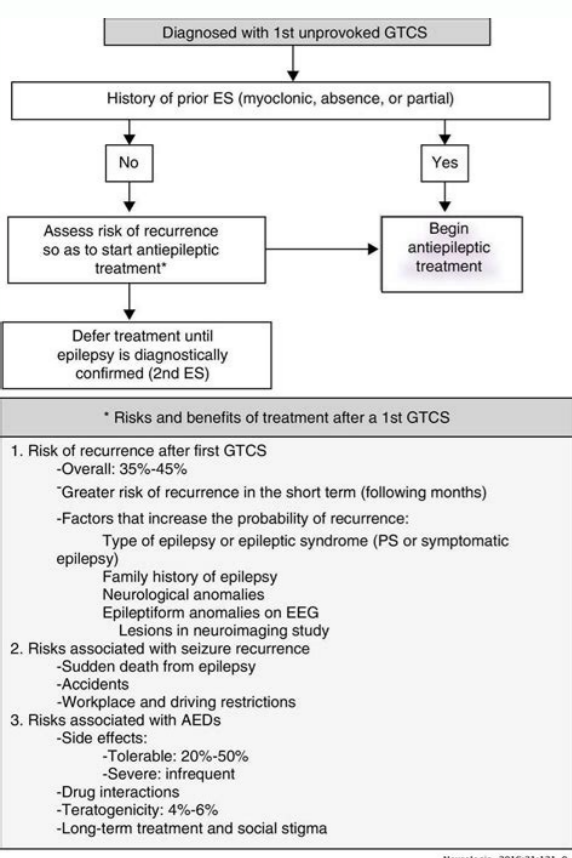 Diagnosed with 1st unprovoked GTCS
History of prior ES (myoclonic, absence, or partial)
No
Yes
Assess risk of recurrence
so as to start antiepileptic
treatment*
Begin
antiepileptic
treatment
Defer treatment until
epilepsy is diagnostically
confirmed (2nd ES)
* Risks and benefits of treatment after a 1st GTCS
1. Risk of recurrence after first GTCS
-Overall: 35%-45%
-Greater risk of recurrence in the short term (following months)
-Factors that increase the probability of recurrence:
Type of epilepsy or epileptic syndrome (PS or symptomatic
epilepsy)
Family history of epilepsy
Neurological anomalies
Epileptiform anomalies on EEG
Lesions in neuroimaging study
2. Risks associated with seizure recurrence
-Sudden death from epilepsy
-Accidents
-Workplace and driving restrictions
3. Risks associated with AEDs
-Side effects:
-Tolerable: 20%-50%
-Severe: infrequent
-Drug interactions
-Teratogenicity: 4%-6%
-Long-term treatment and social stigma